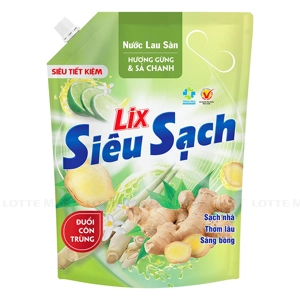 Nước Lau Sàn
HƯƠNG GỪNG
& SẢ CHANH
SIÊU TIẾT KIỆM
Lix
Siêu Sạch
ĐUỔI
CÔN
TRÙNG
Sạch nhà
Thơm lâu
Sáng bóng
LOTTE